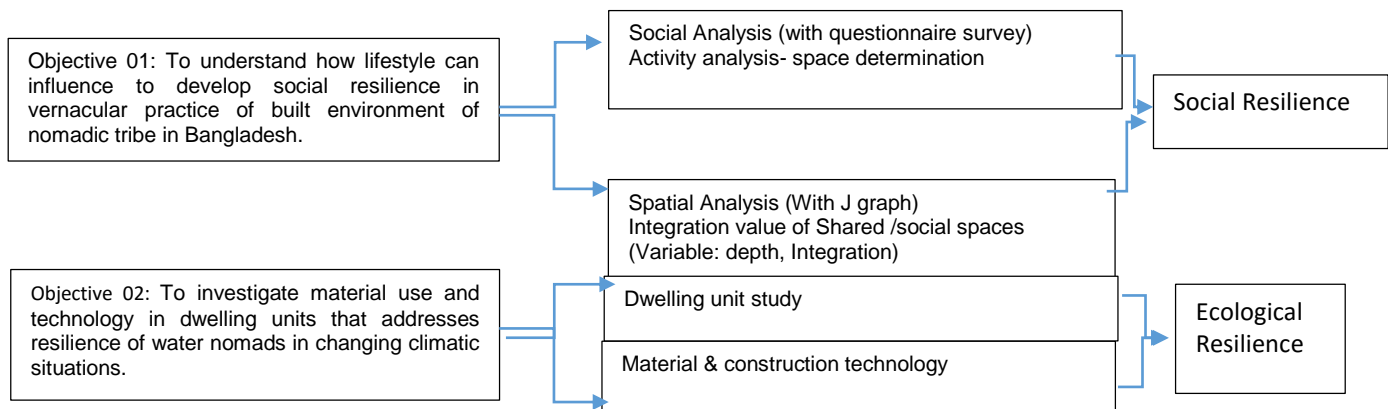 Objective 01: To understand how lifestyle can
influence to develop social resilience in
vernacular practice of built environment of
nomadic tribe in Bangladesh.
Social Analysis (with questionnaire survey)
Activity analysis- space determination
Social Resilience
Spatial Analysis (With J graph)
Integration value of Shared /social spaces
(Variable: depth, Integration)
Objective 02: To investigate material use and
technology in dwelling units that addresses
resilience of water nomads in changing climatic
situations.
Dwelling unit study
Material & construction technology
Ecological
Resilience